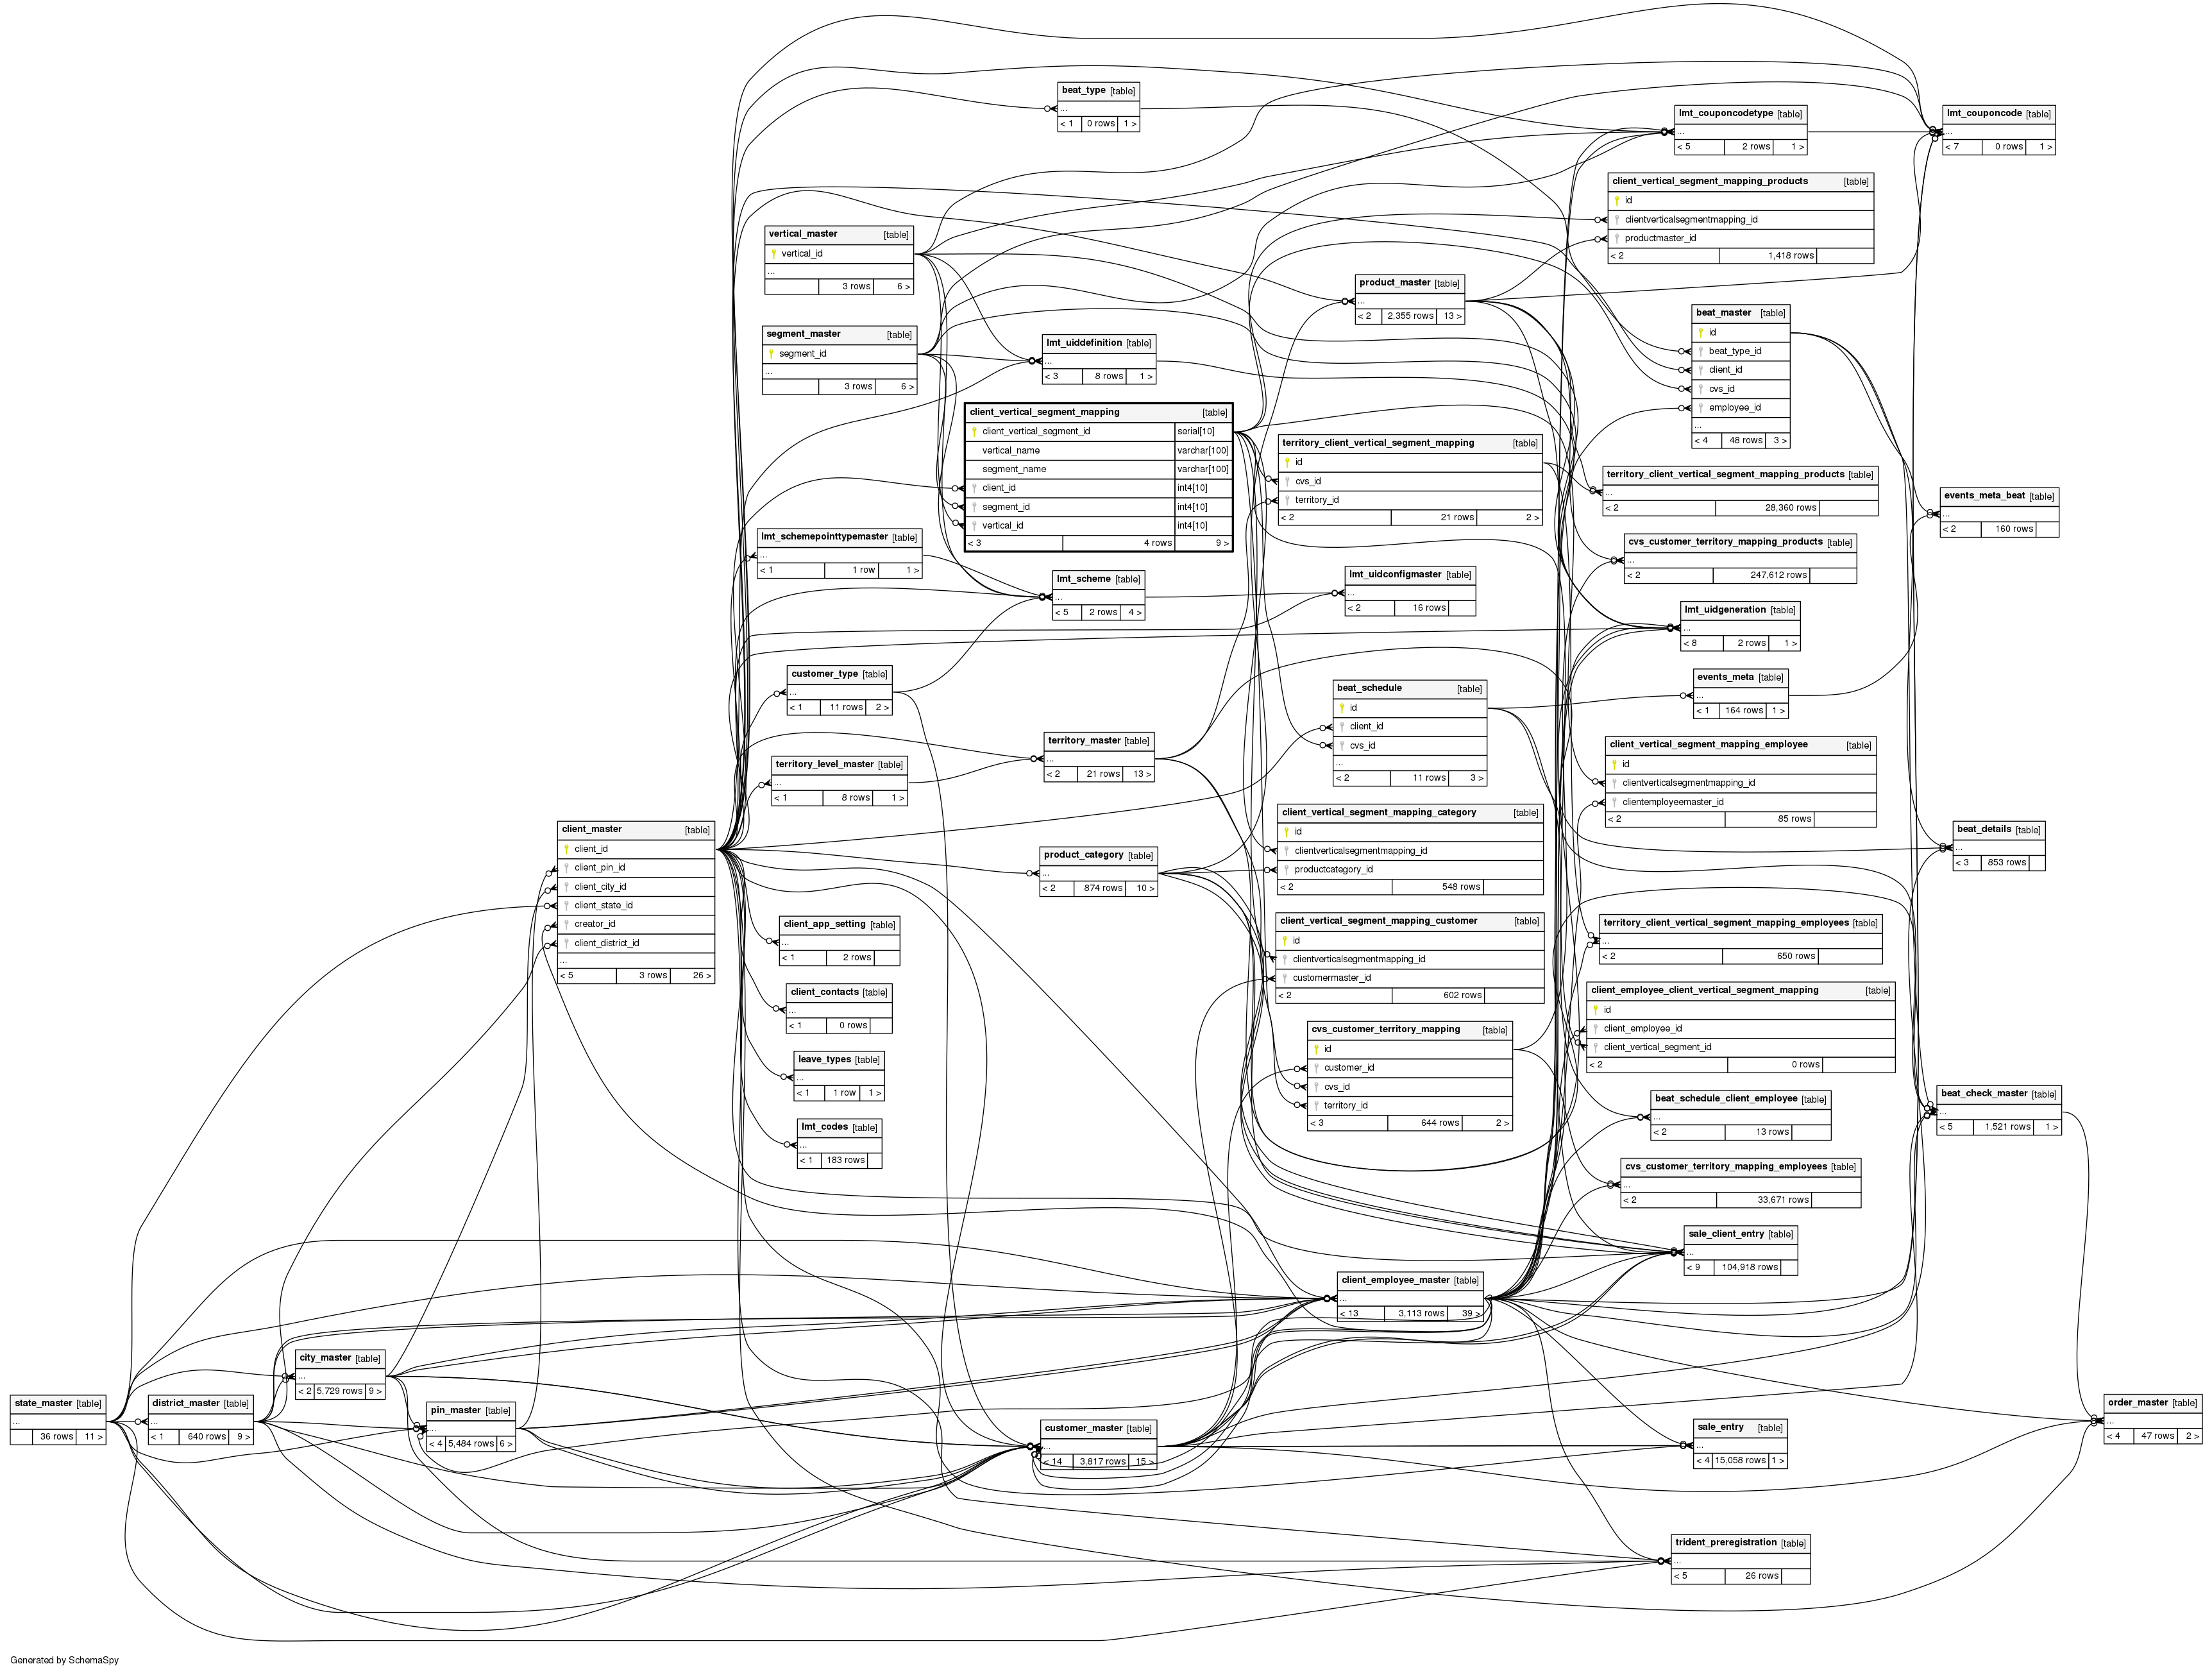 beat_type [table]
...
< 1 0 rows 1 >
lmt_couponcodetype [table]
...
< 5 2 rows 1 >
lmt_couponcode [table]
...
< 7 0 rows 1 >
client_vertical_segment_mapping_products [table]
id
clientverticalsegmentmapping_id
productmaster_id
< 2 1,418 rows
vertical_master [table]
vertical_id
...
3 rows 6 >
product_master [table]
...
< 2 2,355 rows 13 >
beat_master [table]
id
beat_type_id
client_id
cvs_id
employee_id
...
< 4 48 rows 3 >
segment_master [table]
segment_id
...
3 rows 6 >
lmt_uiddefinition [table]
...
< 3 8 rows 1 >
client_vertical_segment_mapping [table]
client_vertical_segment_id serial[10]
vertical_name varchar[100]
segment_name varchar[100]
client_id int4[10]
segment_id int4[10]
vertical_id int4[10]
< 3 4 rows 9 >
territory_client_vertical_segment_mapping [table]
id
cvs_id
territory_id
< 2 21 rows 2 >
territory_client_vertical_segment_mapping_products [table]
...
< 2 28,360 rows
events_meta_beat [table]
...
< 2 160 rows
lmt_schemepointtypemaster [table]
...
< 1 1 row 1 >
cvs_customer_territory_mapping_products [table]
...
< 2 247,612 rows
lmt_scheme [table]
...
< 5 2 rows 4 >
lmt_uidconfigmaster [table]
...
< 2 16 rows
lmt_uidgeneration [table]
...
< 8 2 rows 1 >
customer_type [table]
...
< 1 11 rows 2 >
beat_schedule [table]
id
client_id
cvs_id
...
< 2 11 rows 3 >
events_meta [table]
...
< 1 164 rows 1 >
territory_master [table]
...
< 2 21 rows 13 >
client_vertical_segment_mapping_employee [table]
id
clientverticalsegmentmapping_id
clientemployeemaster_id
< 2 85 rows
territory_level_master [table]
...
< 1 8 rows 1 >
client_master [table]
client_id
client_pin_id
client_city_id
client_state_id
creator_id
client_district_id
...
< 5 3 rows 26 >
client_vertical_segment_mapping_category [table]
id
clientverticalsegmentmapping_id
productcategory_id
< 2 548 rows
beat_details [table]
...
< 3 853 rows
product_category [table]
...
< 2 874 rows 10 >
client_app_setting [table]
...
< 1 2 rows
client_vertical_segment_mapping_customer [table]
id
clientverticalsegmentmapping_id
customermaster_id
< 2 602 rows
territory_client_vertical_segment_mapping_employees [table]
...
< 2 650 rows
client_contacts [table]
...
< 1 0 rows
client_employee_client_vertical_segment_mapping [table]
id
client_employee_id
client_vertical_segment_id
< 2 0 rows
cvs_customer_territory_mapping [table]
id
customer_id
cvs_id
territory_id
< 3 644 rows 2 >
leave_types [table]
...
< 1 1 row 1 >
beat_schedule_client_employee [table]
...
< 2 13 rows
beat_check_master [table]
...
< 5 1,521 rows 1 >
lmt_codes [table]
...
< 1 183 rows
cvs_customer_territory_mapping_employees [table]
...
< 2 33,671 rows
sale_client_entry [table]
...
< 9 104,918 rows
client_employee_master [table]
...
< 13 3,113 rows 39 >
city_master [table]
...
< 2 5,729 rows 9 >
state_master [table]
...
36 rows 11 >
district_master [table]
...
< 1 640 rows 9 >
pin_master [table]
...
< 4 5,484 rows 6 >
customer_master [table]
...
< 14 3,817 rows 15 >
sale_entry [table]
...
< 4 15,058 rows 1 >
order_master [table]
...
< 4 47 rows 2 >
trident_preregistration [table]
...
< 5 26 rows
Generated by SchemaSpy